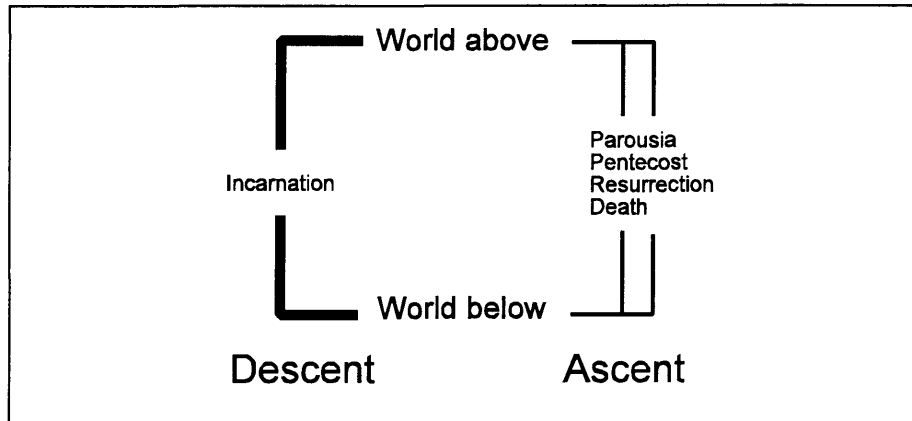 World above
Incarnation
Parousia
Pentecost
Resurrection
Death
World below
Descent
Ascent